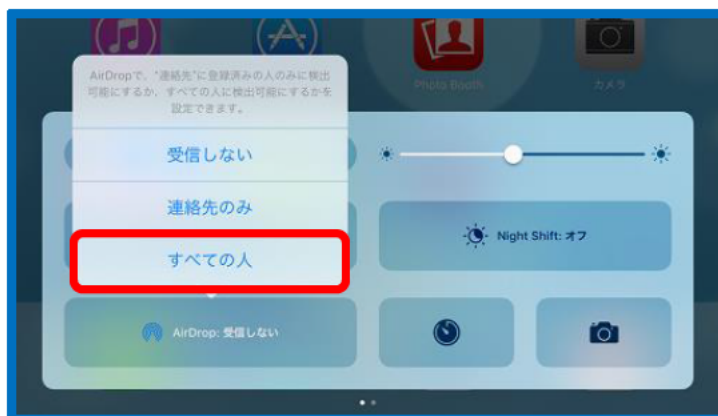 Photo Booth
カメラ
AirDropで、"連絡先"に登録済みの人のみに検出
可能にするか、すべての人に検出可能にするかを
設定できます。
受信しない
連絡先のみ
すべての人
Night Shift: オフ
AirDrop: 受信しない